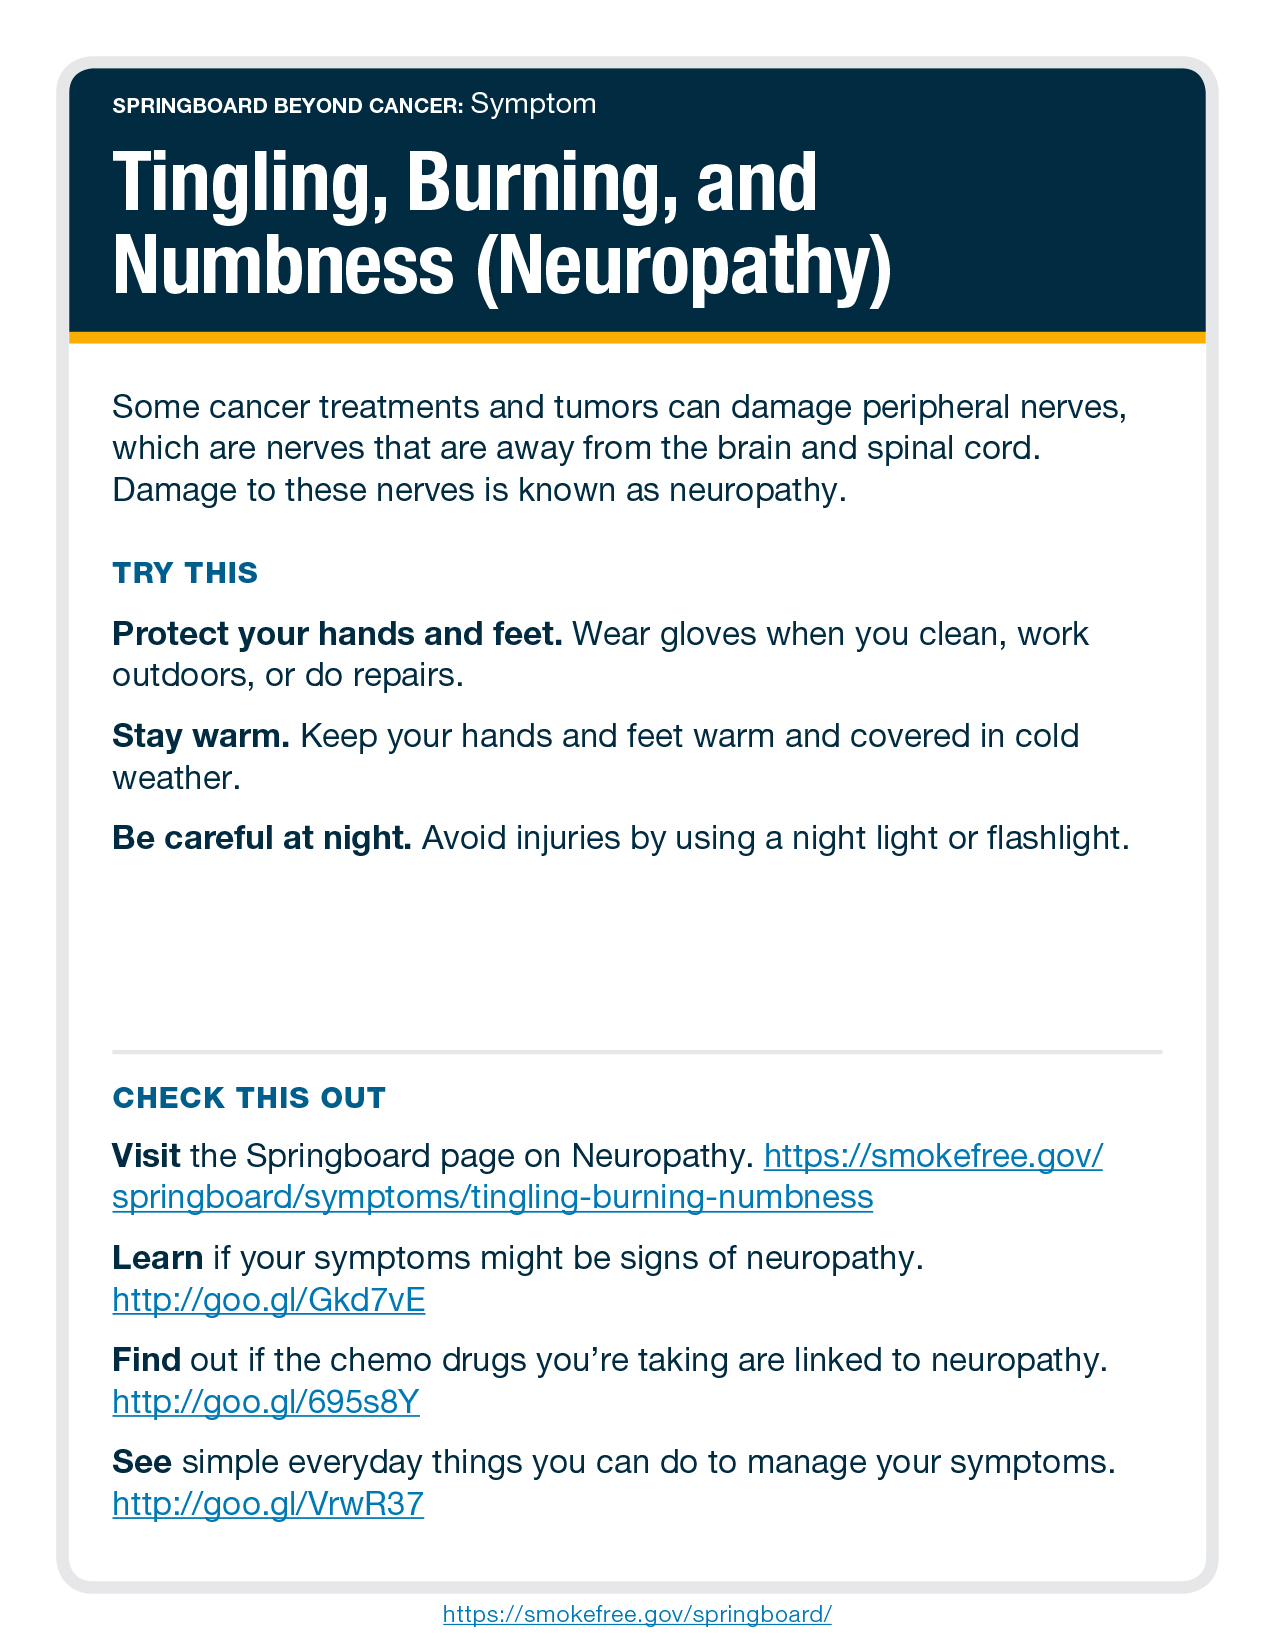 SPRINGBOARD BEYOND CANCER: Symptom
Tingling, Burning, and
Numbness (Neuropathy)
Some cancer treatments and tumors can damage peripheral nerves,
which are nerves that are away from the brain and spinal cord.
Damage to these nerves is known as neuropathy.
TRY THIS
Protect your hands and feet. Wear gloves when you clean, work
outdoors, or do repairs.
Stay warm. Keep your hands and feet warm and covered in cold
weather.
Be careful at night. Avoid injuries by using a night light or flashlight.
CHECK THIS OUT
Visit the Springboard page on Neuropathy. https://smokefree.gov/
springboard/symptoms/tingling-burning-numbness
Learn if your symptoms might be signs of neuropathy.
http://goo.gl/Gkd7vE
Find out if the chemo drugs you’re taking are linked to neuropathy.
http://goo.gl/695s8Y
See simple everyday things you can do to manage your symptoms.
http://goo.gl/VrwR37
https://smokefree.gov/springboard/